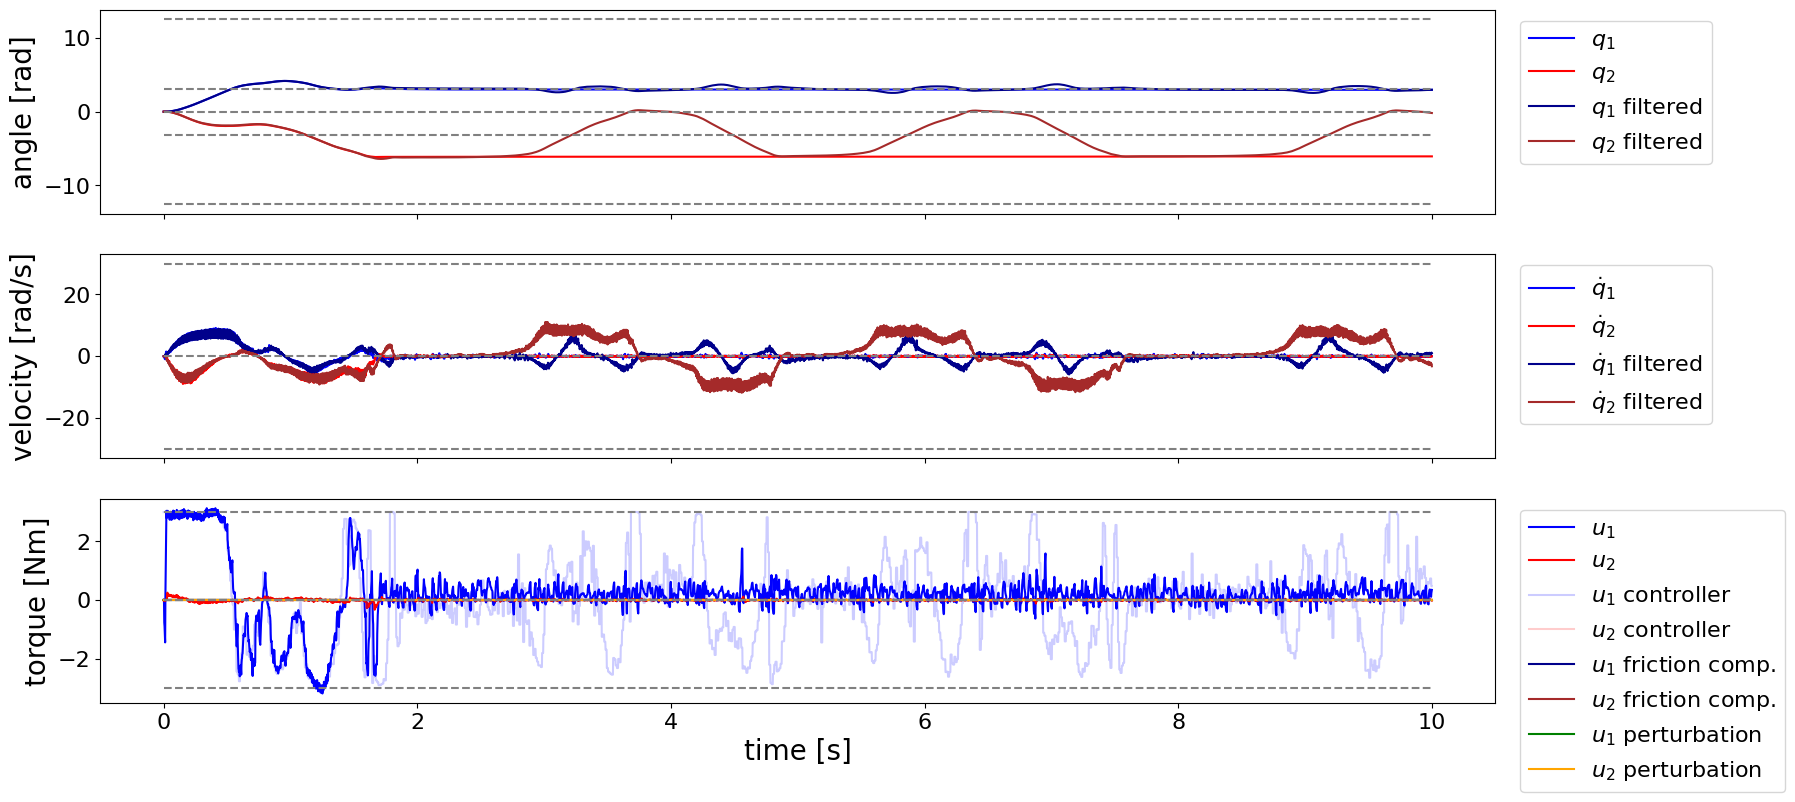 angle [rad]
10
0
−10
q₁
q₂
q₁ filtered
q₂ filtered
velocity [rad/s]
20
0
−20
q̇₁
q̇₂
q̇₁ filtered
q̇₂ filtered
torque [Nm]
2
0
−2
0 2 4 6 8 10
time [s]
u₁
u₂
u₁ controller
u₂ controller
u₁ friction comp.
u₂ friction comp.
u₁ perturbation
u₂ perturbation